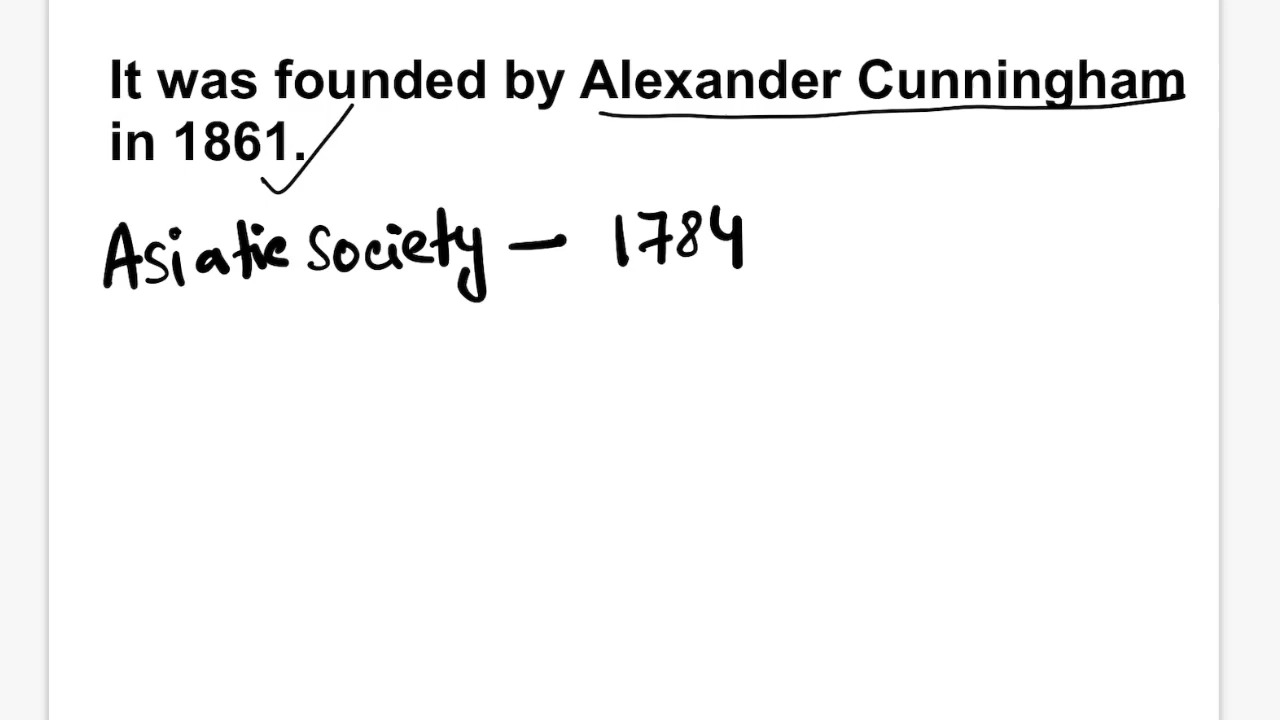 It was founded by Alexander Cunningham
in 1861.
Asiatic Society – 1784